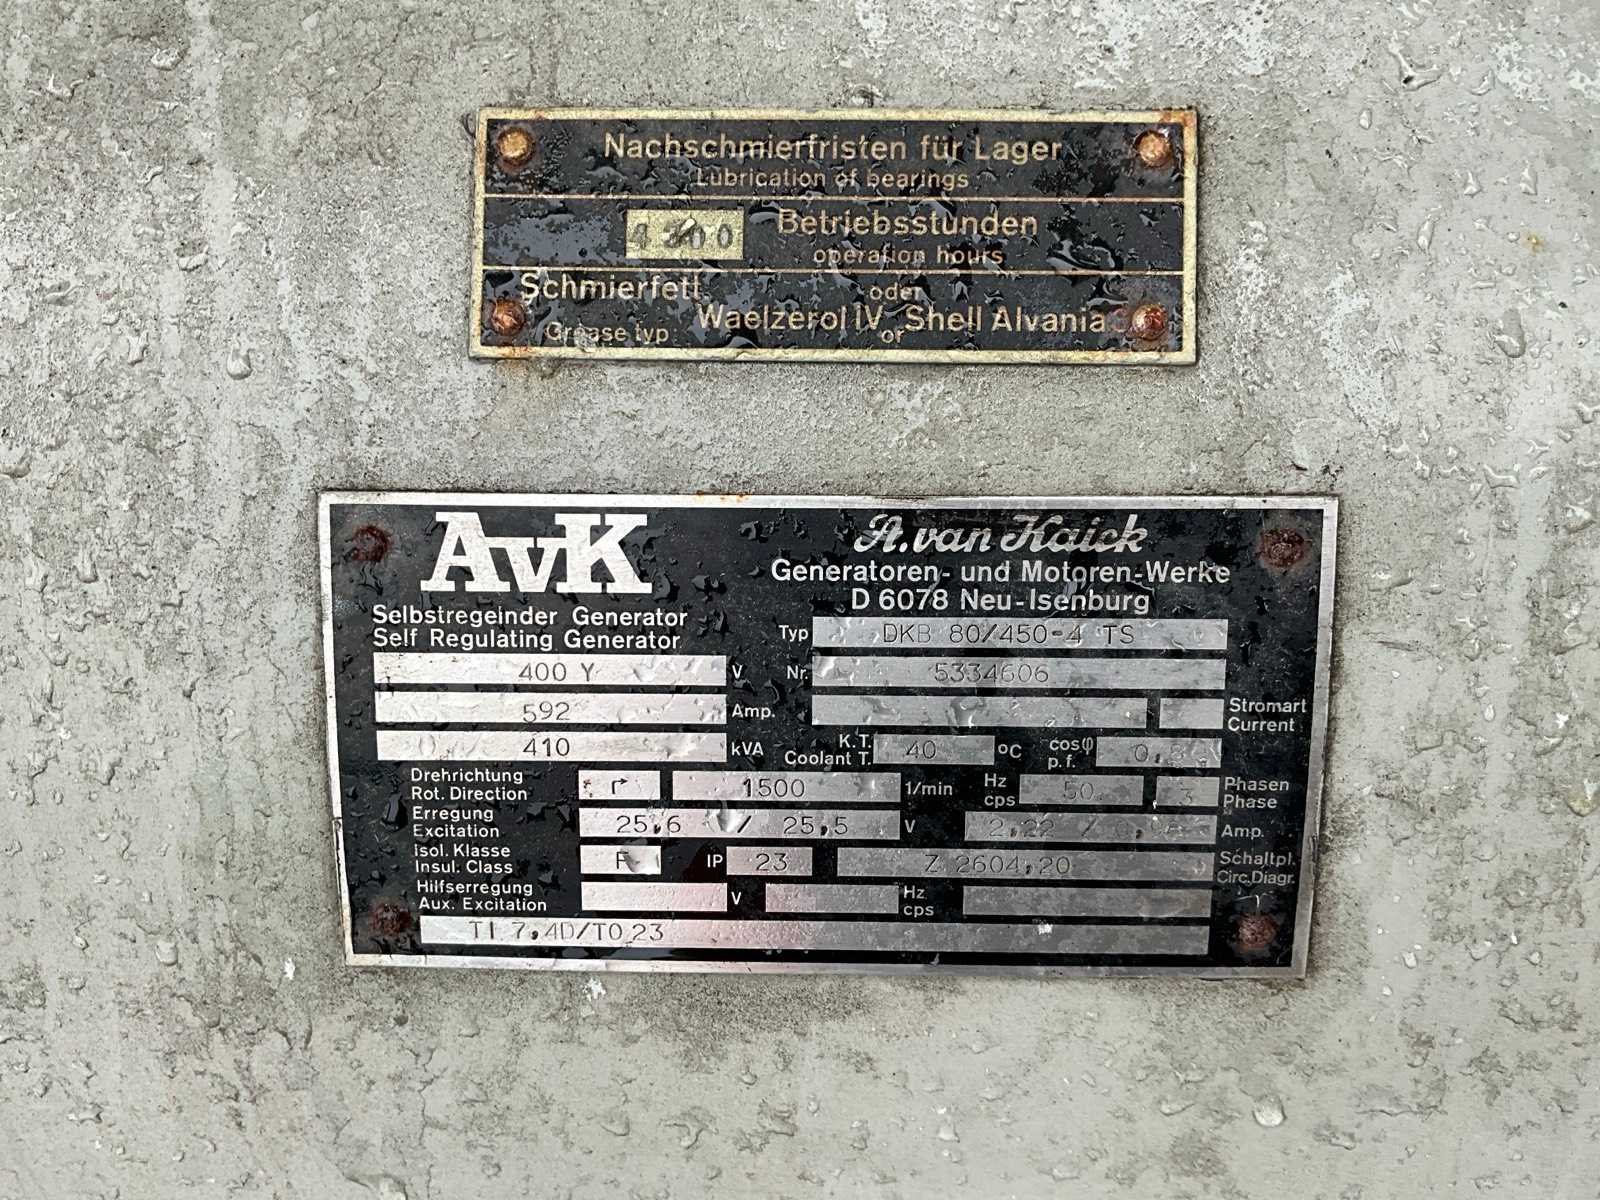 Nachschmierfristen für Lager
Lubrication of bearings
Betriebsstunden
operation hours
Schmierfett oder
Waelzerol IV Shell Alvania 3
Grease typ or
AvK
A. van Kaick
Generatoren- und Motoren-Werke
D 6078 Neu-Isenburg
Selbstregelnder Generator
Self Regulating Generator
Typ DKB 80/450-4 TS
400 Y V
Nr. 5334606
592 Amp.
Stromart
Current
410 kVA
K.T. 40 °C cosφ
Coolant T. p.f.
Drehrichtung 1500 1/min Hz 50 3 Phasen
Rot. Direction cps Phase
Erregung 25,6 / 25,5 V 2,22 / Amp.
Excitation
Isol. Klasse F IP 23 Z 2604,20 Schaltpl.
Insul. Class Circ.Diagr.
Hilfserregung V Hz
Aux. Excitation cps
TI 7,4D/TO 23